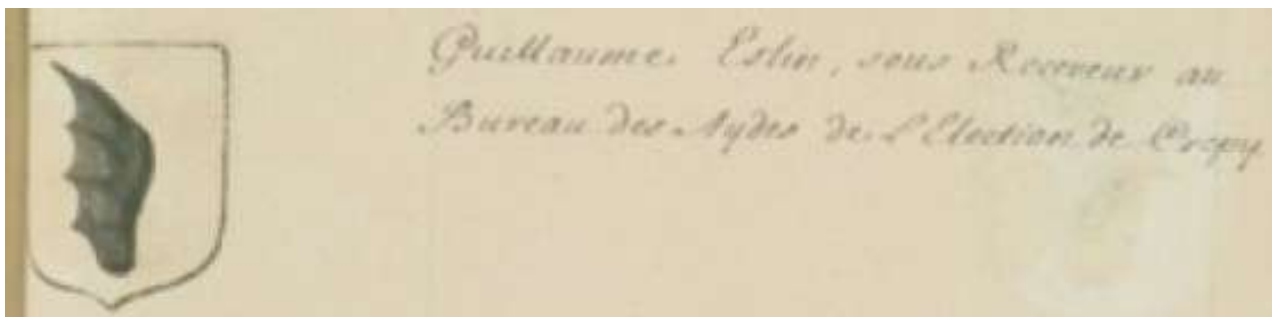 Guillaume Eslin, sous Receveur au
Bureau des Aydes de L'Election de Crepy